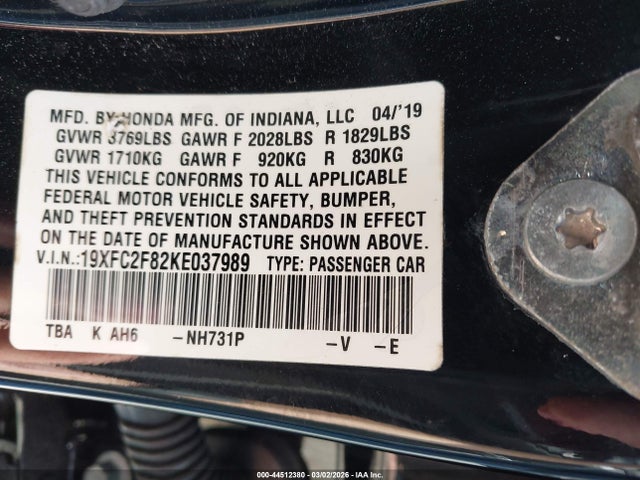 MFD. BY HONDA MFG. OF INDIANA, LLC 04/'19
GVWR 3769LBS GAWR F 2028LBS R 1829LBS
GVWR 1710KG GAWR F 920KG R 830KG
THIS VEHICLE CONFORMS TO ALL APPLICABLE
FEDERAL MOTOR VEHICLE SAFETY, BUMPER,
AND THEFT PREVENTION STANDARDS IN EFFECT
ON THE DATE OF MANUFACTURE SHOWN ABOVE.
V.I.N.:19XFC2F82KE037989 TYPE: PASSENGER CAR
TBA K AH6 -NH731P -V -E
000-44512380 | 03/02/2026 | IAA Inc.